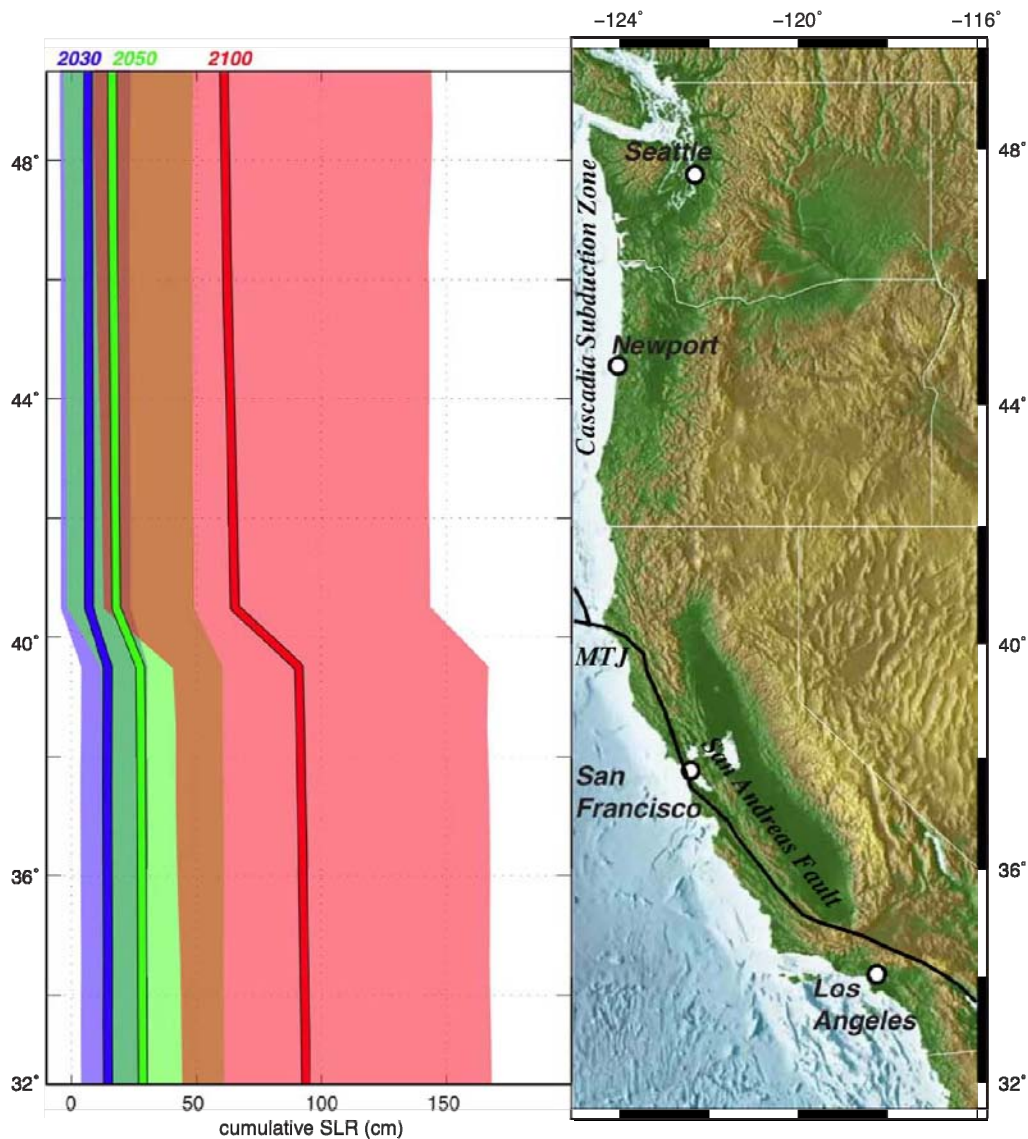 −124° −120° −116°
2030 2050 2100
48° 48°
Seattle
Cascadia Subduction Zone
Newport
44° 44°
40° 40°
MTJ
San
Francisco
San Andreas Fault
36° 36°
Los
Angeles
32° 32°
0 50 100 150
cumulative SLR (cm)